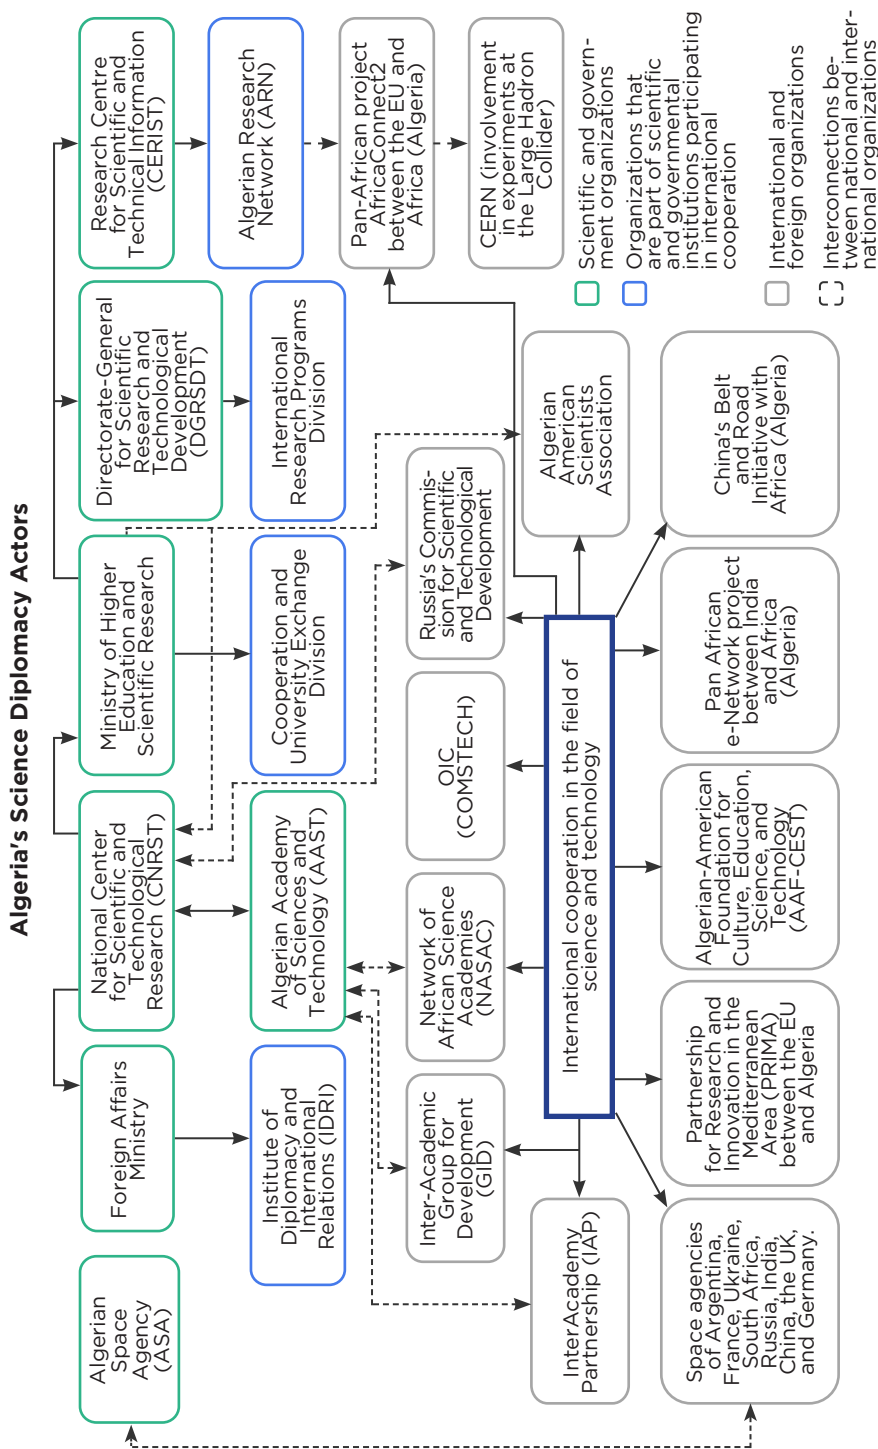 Algeria's Science Diplomacy Actors
Algerian
Space
Agency
(ASA)
Foreign Affairs
Ministry
National Center
for Scientific and
Technological
Research (CNRST)
Ministry of Higher
Education and
Scientific Research
Directorate-General
for Scientific
Research and
Technological
Development
(DGRSDT)
Research Centre
for Scientific and
Technical Information
(CERIST)
Institute of
Diplomacy and
International
Relations (IDRI)
Algerian Academy
of Sciences and
Technology (AAST)
Cooperation and
University Exchange
Division
International
Research Programs
Division
Algerian Research
Network (ARN)
Pan-African project
AfricaConnect2
between the EU and
Africa (Algeria)
Inter-Academic
Group for
Development
(GID)
Network of
African Science
Academies
(NASAC)
OIC
(COMSTECH)
Russia's Commis-
sion for Scientific
and Technological
Development
CERN (involvement
in experiments at
the Large Hadron
Collider)
InterAcademy
Partnership (IAP)
International cooperation in the field of
science and technology
Algerian
American
Scientists
Association
Space agencies
of Argentina,
France, Ukraine,
South Africa,
Russia, India,
China, the UK,
and Germany.
Partnership
for Research and
Innovation in the
Mediterranean
Area (PRIMA)
between the EU
and Algeria
Algerian-American
Foundation for
Culture, Education,
Science, and
Technology
(AAF-CEST)
Pan African
e-Network project
between India
and Africa
(Algeria)
China's Belt
and Road
Initiative with
Africa (Algeria)
Scientific and govern-
ment organizations
Organizations that
are part of scientific
and governmental
institutions participating
in international
cooperation
International and
foreign organizations
Interconnections be-
tween national and inter-
national organizations